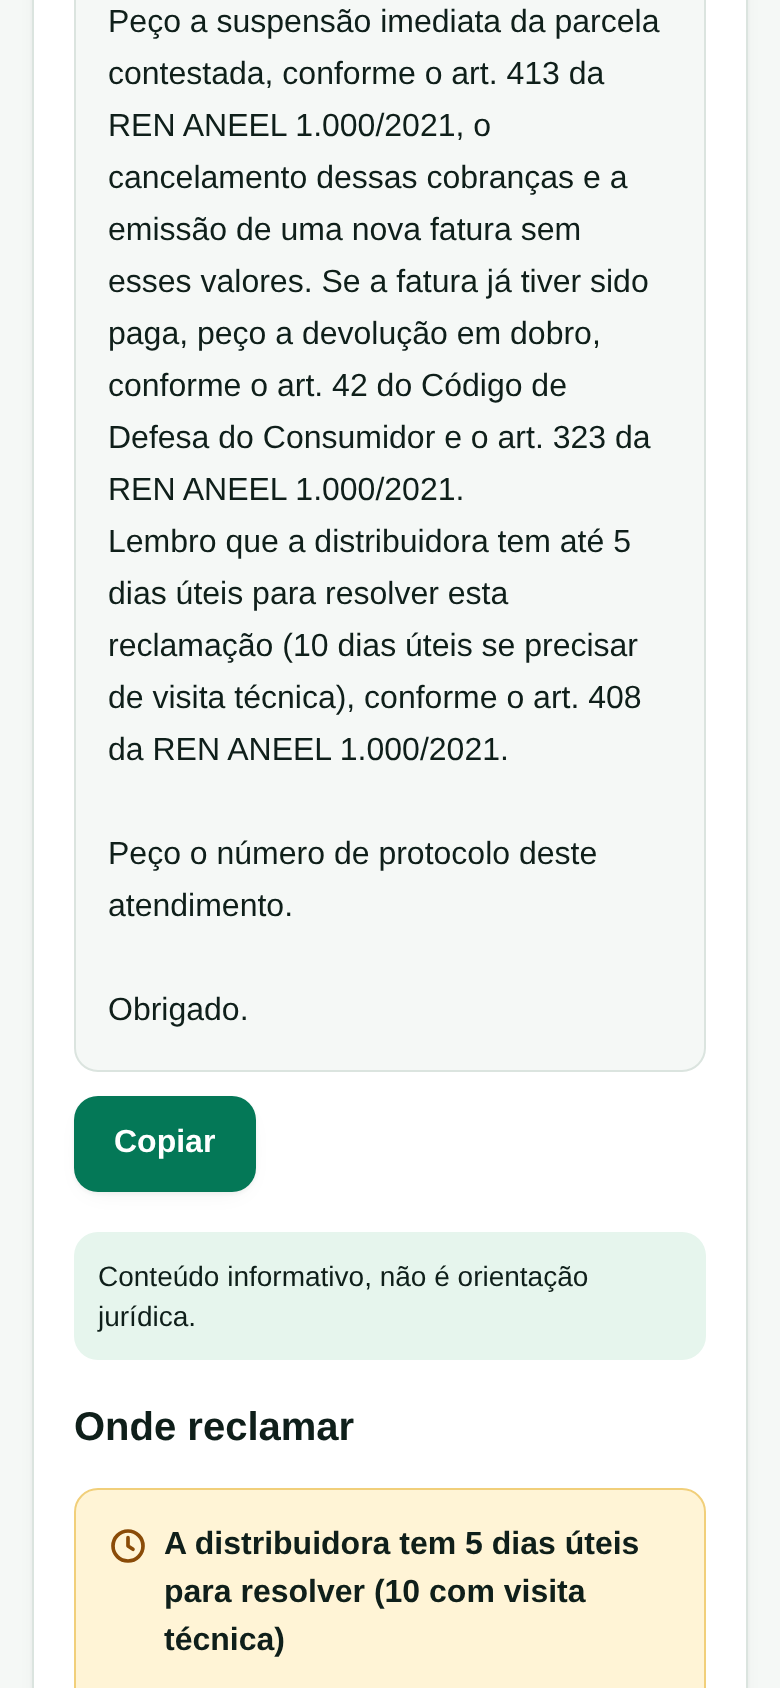 Peço a suspensão imediata da parcela
contestada, conforme o art. 413 da
REN ANEEL 1.000/2021, o
cancelamento dessas cobranças e a
emissão de uma nova fatura sem
esses valores. Se a fatura já tiver sido
paga, peço a devolução em dobro,
conforme o art. 42 do Código de
Defesa do Consumidor e o art. 323 da
REN ANEEL 1.000/2021.
Lembro que a distribuidora tem até 5
dias úteis para resolver esta
reclamação (10 dias úteis se precisar
de visita técnica), conforme o art. 408
da REN ANEEL 1.000/2021.
Peço o número de protocolo deste
atendimento.
Obrigado.
Copiar
Conteúdo informativo, não é orientação
jurídica.
Onde reclamar
A distribuidora tem 5 dias úteis
para resolver (10 com visita
técnica)